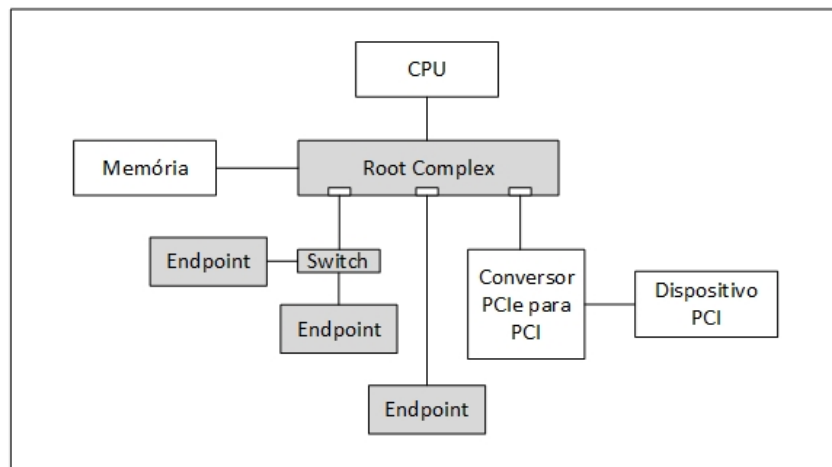 CPU
Memória
Root Complex
Endpoint
Switch
Endpoint
Conversor
PCIe para
PCI
Dispositivo
PCI
Endpoint